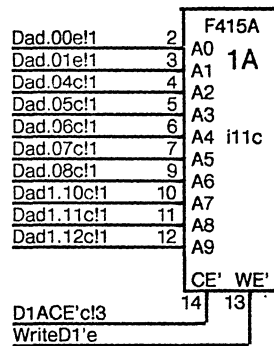 F415A
Dad.00e!1 2 A0 1A
Dad.01e!1 3 A1
Dad.04c!1 4 A2
Dad.05c!1 5 A3
Dad.06c!1 6 A4 i11c
Dad.07c!1 7 A5
Dad.08c!1 9 A6
Dad1.10c!1 10 A7
Dad1.11c!1 11 A8
Dad1.12c!1 12 A9
CE' WE'
14 13
D1ACE'c!3
WriteD1'e